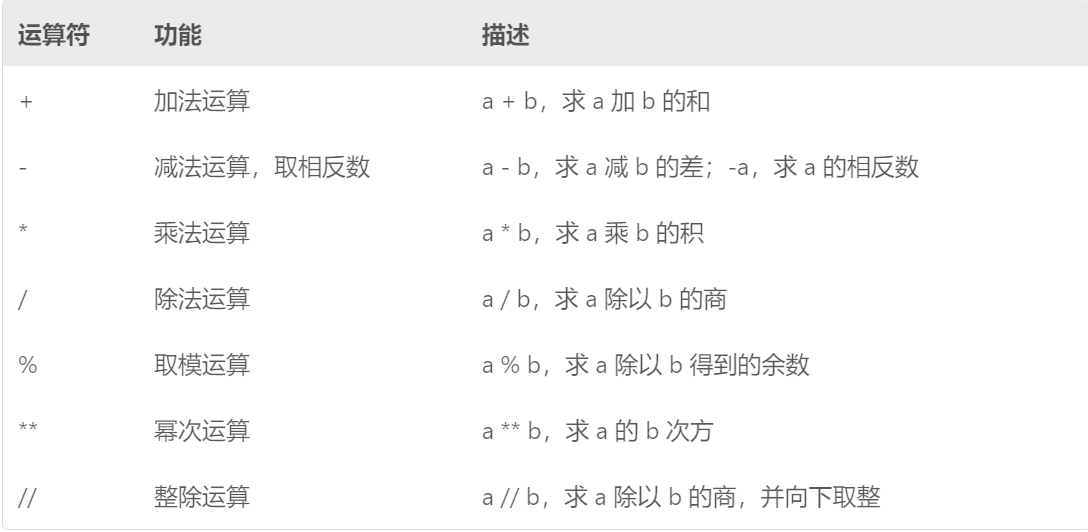 运算符 功能 描述
+ 加法运算 a + b，求 a 加 b 的和
- 减法运算，取相反数 a - b，求 a 减 b 的差；-a，求 a 的相反数
* 乘法运算 a * b，求 a 乘 b 的积
/ 除法运算 a / b，求 a 除以 b 的商
% 取模运算 a % b，求 a 除以 b 得到的余数
** 幂次运算 a ** b，求 a 的 b 次方
// 整除运算 a // b，求 a 除以 b 的商，并向下取整